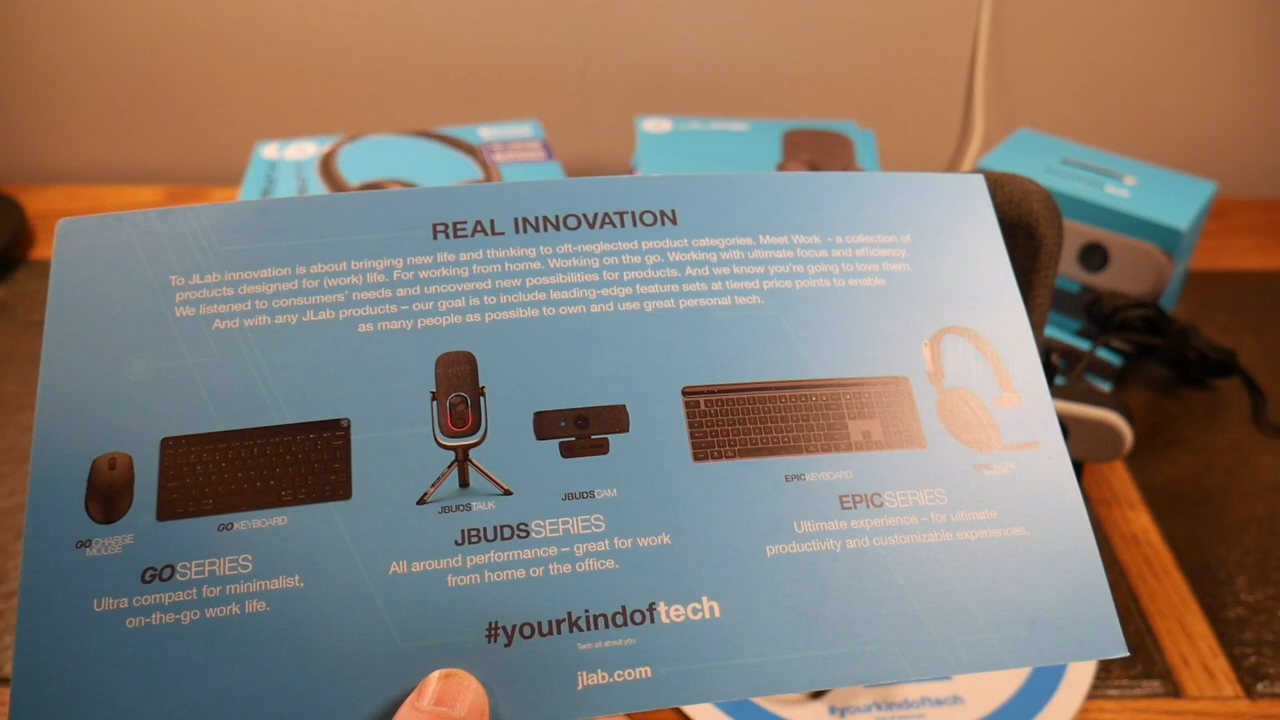 REAL INNOVATION
To JLab innovation is about bringing new life and thinking to oft-neglected product categories. Meet Work - a collection of
products designed for (work) life. For working from home. Working on the go. Working with ultimate focus and efficiency.
We listened to consumers' needs and uncovered new possibilities for products. And we know you're going to love them.
And with any JLab products – our goal is to include leading-edge feature sets at tiered price points to enable
as many people as possible to own and use great personal tech.
GO CHARGE
MOUSE
GO KEYBOARD
GO SERIES
Ultra compact for minimalist,
on-the-go work life.
JBUDS TALK
JBUDS CAM
JBUDS SERIES
All around performance – great for work
from home or the office.
EPIC KEYBOARD
EPIC SERIES
Ultimate experience – for ultimate
productivity and customizable experiences.
#yourkindoftech
Tech all about you
jlab.com
#yourkindoftech